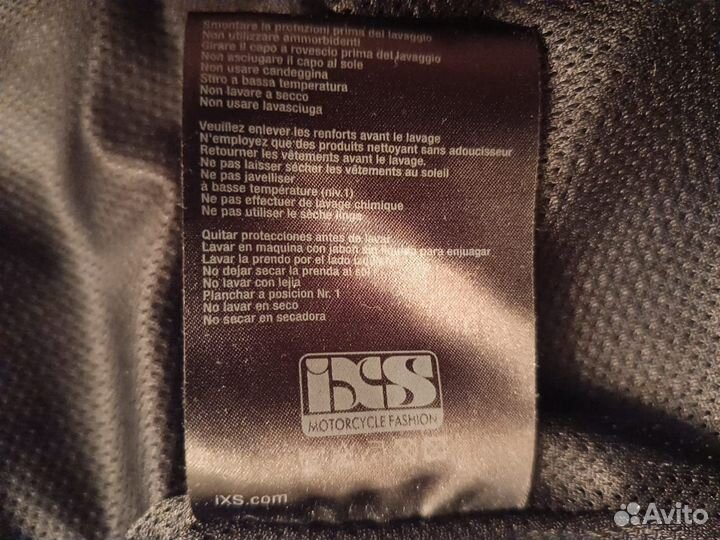 Smontare la protezioni prima del lavaggio
Non utilizzare ammorbidenti
Girare il capo a rovescio prima del lavaggio
Non asciugare il capo al sole
Non usare candeggina
Stiro a bassa temperatura
Non lavare a secco
Non usare lavasciuga
Veuillez enlever les renforts avant le lavage
N'employez que des produits nettoyant sans adoucisseur
Retourner les vêtements avant le lavage.
Ne pas laisser sécher les vêtements au soleil
Ne pas javelliser
à basse température (niv.1)
Ne pas effectuer de lavage chimique
Ne pas utiliser le sèche linge
Quitar protecciones antes de lavar
Lavar en maquina con jabon para enjuagar
Lavar la prendo por el lado
No dejar secar la prenda al sol
No lavar con lejia
Planchar a posicion Nr. 1
No lavar en seco
No secar en secadora
iXS
MOTORCYCLE FASHION
iXS.com
Avito